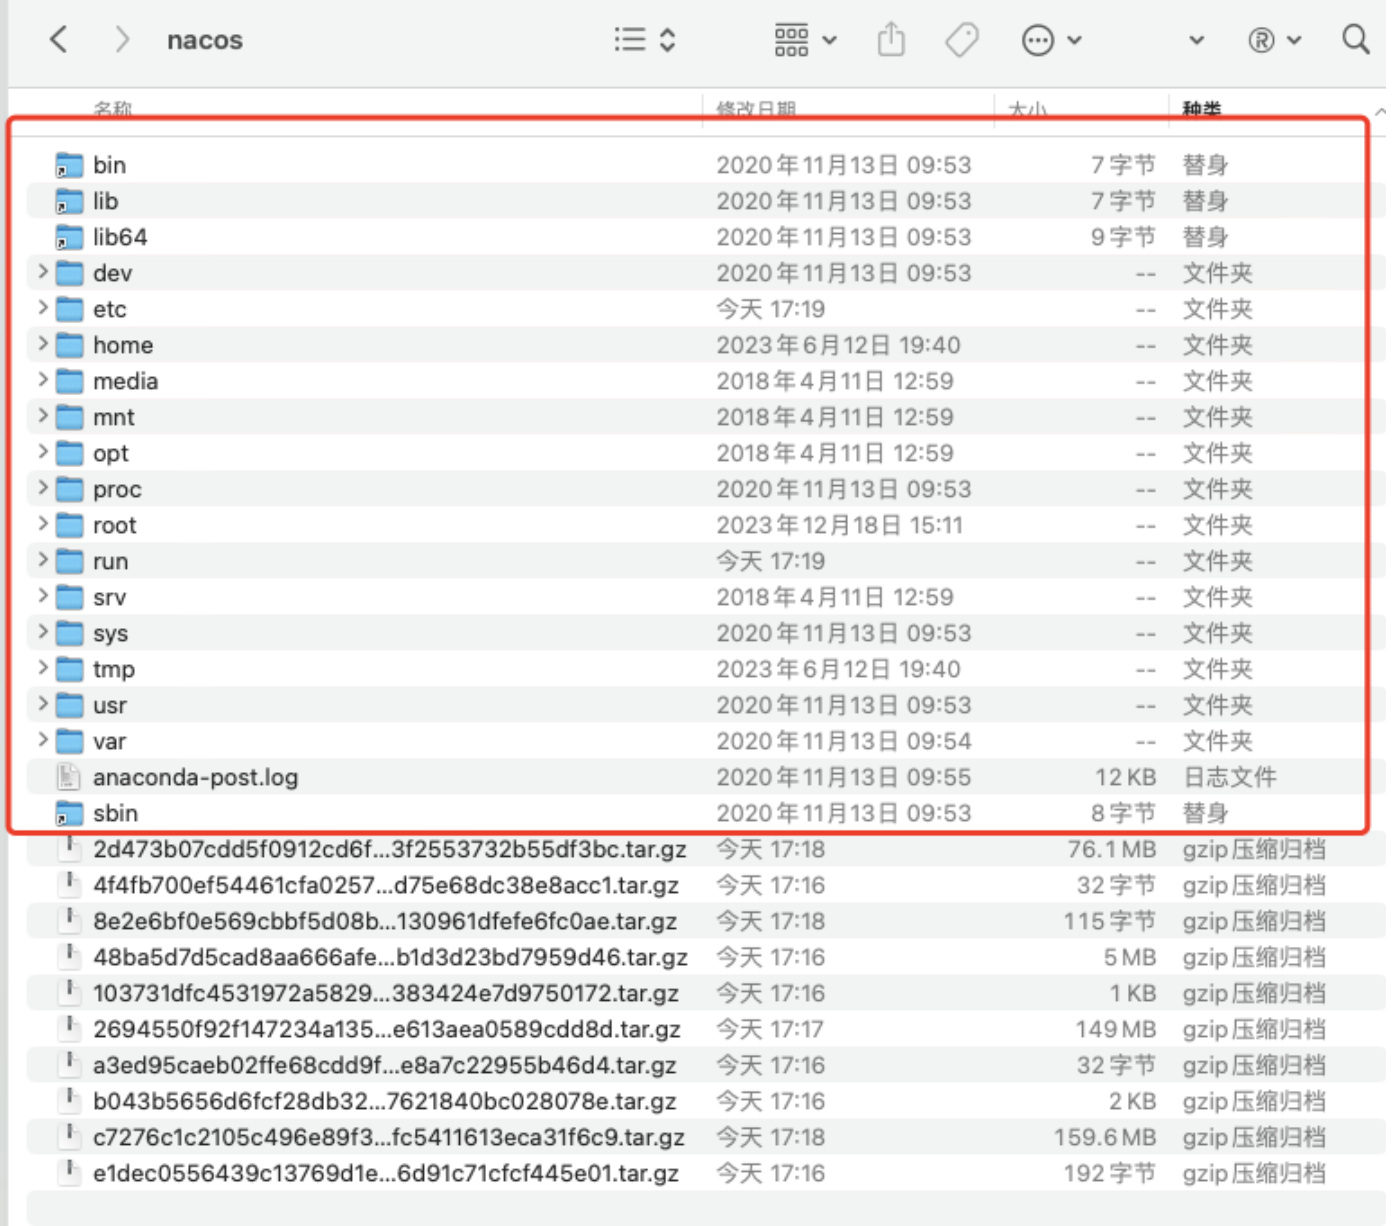 nacos
名称 修改日期 大小 种类
bin 2020年11月13日 09:53 7字节 替身
lib 2020年11月13日 09:53 7字节 替身
lib64 2020年11月13日 09:53 9字节 替身
dev 2020年11月13日 09:53 -- 文件夹
etc 今天 17:19 -- 文件夹
home 2023年6月12日 19:40 -- 文件夹
media 2018年4月11日 12:59 -- 文件夹
mnt 2018年4月11日 12:59 -- 文件夹
opt 2018年4月11日 12:59 -- 文件夹
proc 2020年11月13日 09:53 -- 文件夹
root 2023年12月18日 15:11 -- 文件夹
run 今天 17:19 -- 文件夹
srv 2018年4月11日 12:59 -- 文件夹
sys 2020年11月13日 09:53 -- 文件夹
tmp 2023年6月12日 19:40 -- 文件夹
usr 2020年11月13日 09:53 -- 文件夹
var 2020年11月13日 09:54 -- 文件夹
anaconda-post.log 2020年11月13日 09:55 12 KB 日志文件
sbin 2020年11月13日 09:53 8字节 替身
2d473b07cdd5f0912cd6f...3f2553732b55df3bc.tar.gz 今天 17:18 76.1 MB gzip压缩归档
4f4fb700ef54461cfa0257...d75e68dc38e8acc1.tar.gz 今天 17:16 32字节 gzip压缩归档
8e2e6bf0e569cbbf5d08b...130961dfefe6fc0ae.tar.gz 今天 17:18 115字节 gzip压缩归档
48ba5d7d5cad8aa666afe...b1d3d23bd7959d46.tar.gz 今天 17:16 5 MB gzip压缩归档
103731dfc4531972a5829...383424e7d9750172.tar.gz 今天 17:16 1 KB gzip压缩归档
2694550f92f147234a135...e613aea0589cdd8d.tar.gz 今天 17:17 149 MB gzip压缩归档
a3ed95caeb02ffe68cdd9f...e8a7c22955b46d4.tar.gz 今天 17:16 32字节 gzip压缩归档
b043b5656d6fcf28db32...7621840bc028078e.tar.gz 今天 17:16 2 KB gzip压缩归档
c7276c1c2105c496e89f3...fc5411613eca31f6c9.tar.gz 今天 17:18 159.6 MB gzip压缩归档
e1dec0556439c13769d1e...6d91c71cfcf445e01.tar.gz 今天 17:16 192字节 gzip压缩归档